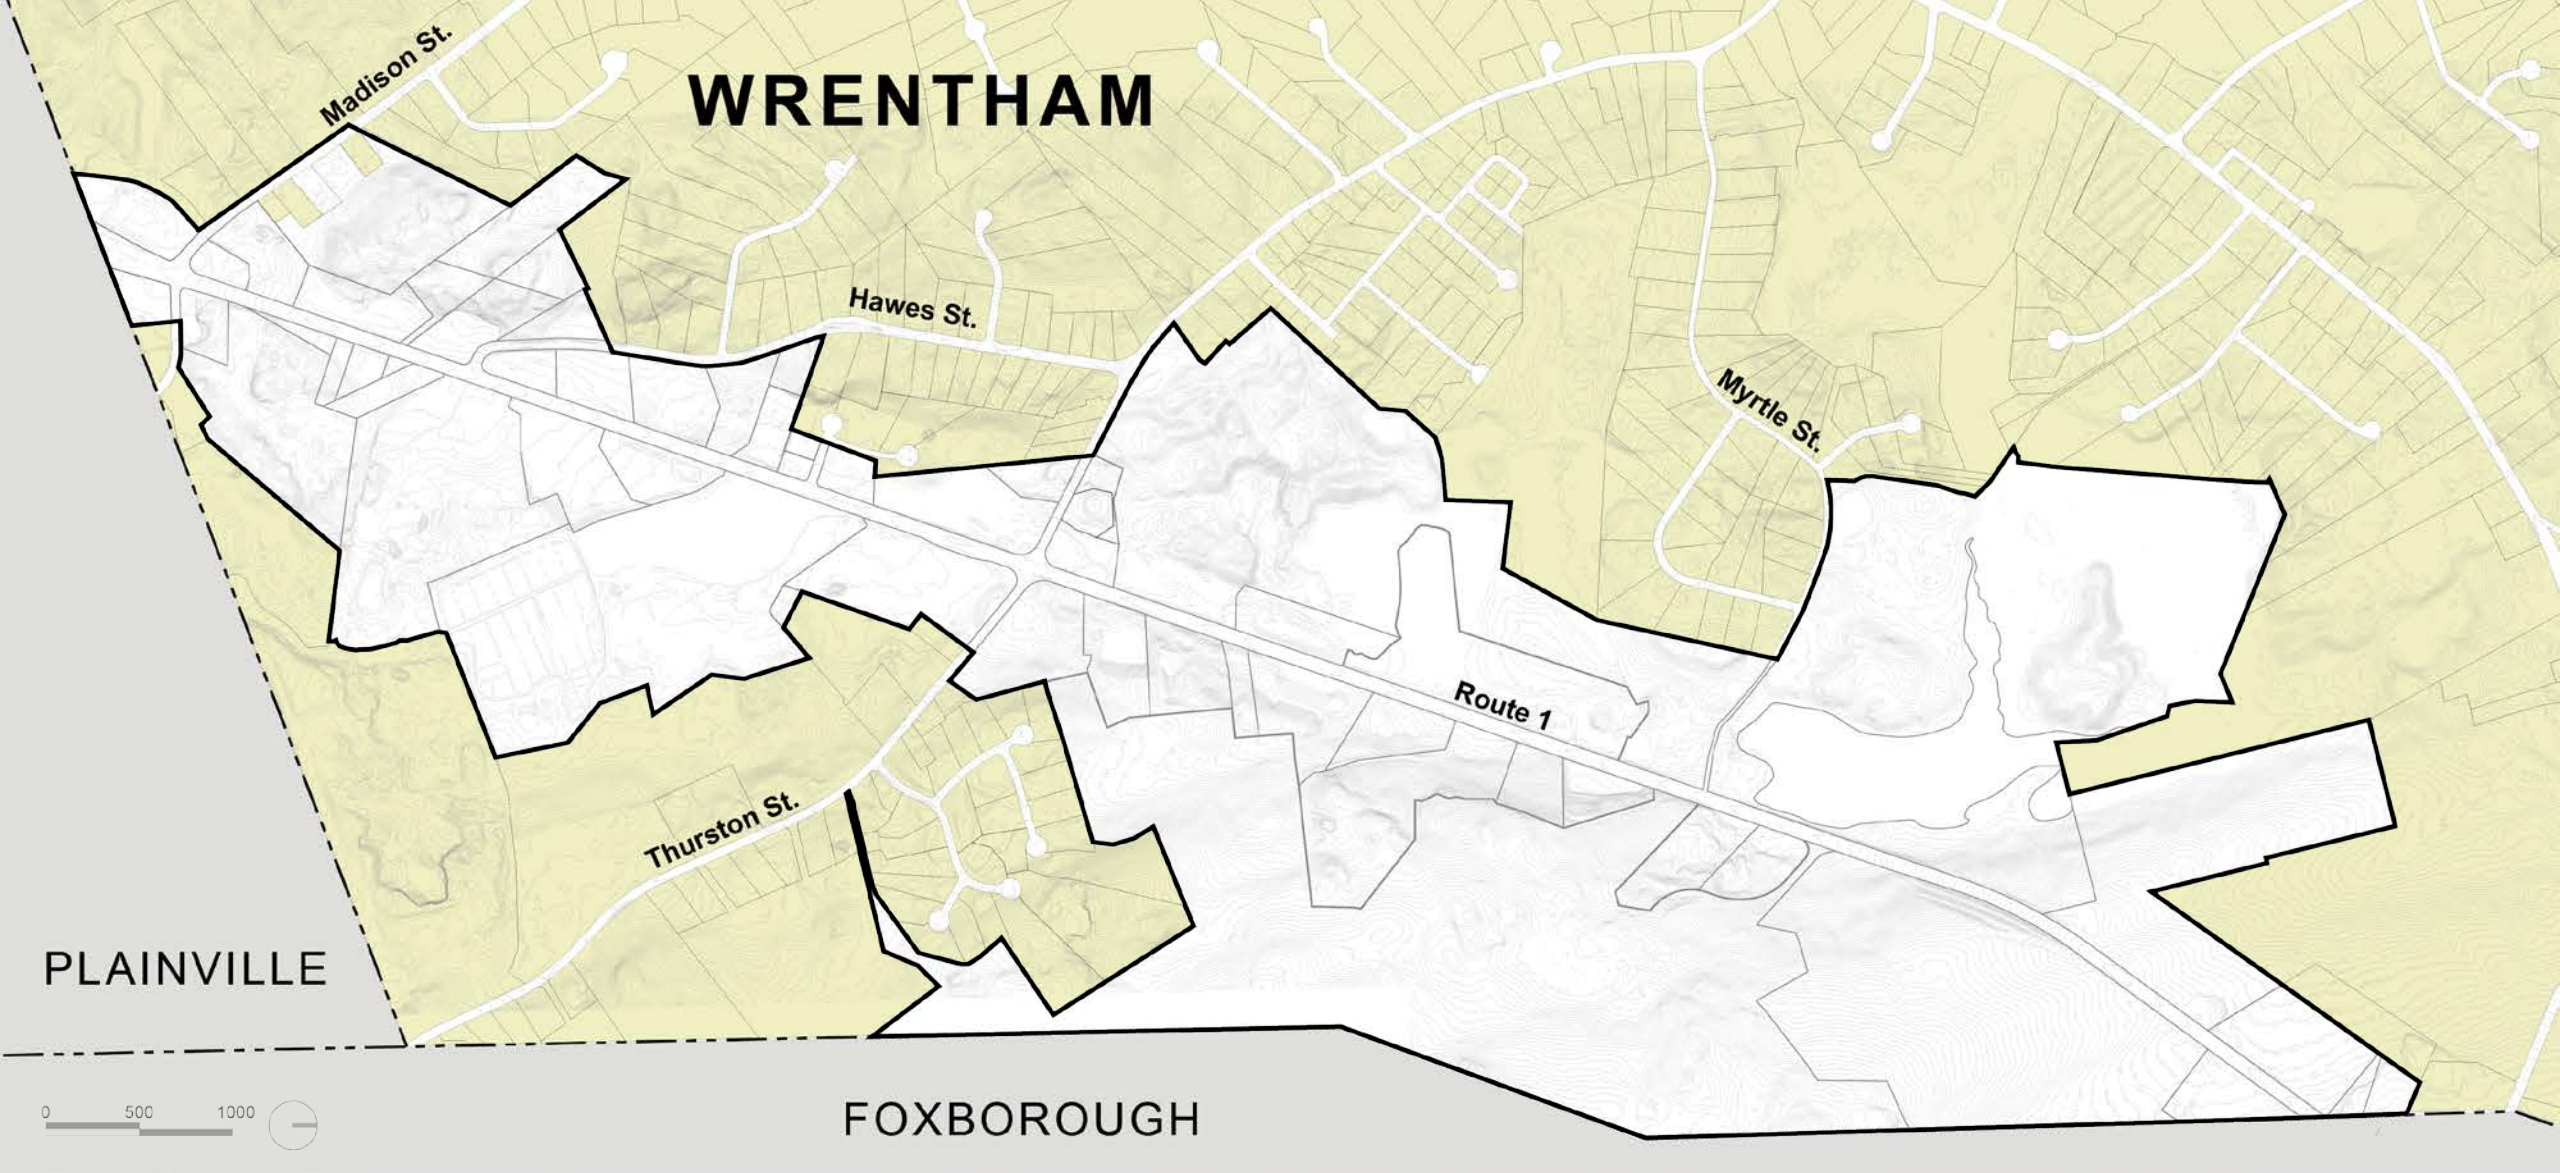 Madison St.
WRENTHAM
Hawes St.
Myrtle St.
Route 1
Thurston St.
PLAINVILLE
0 500 1000
FOXBOROUGH